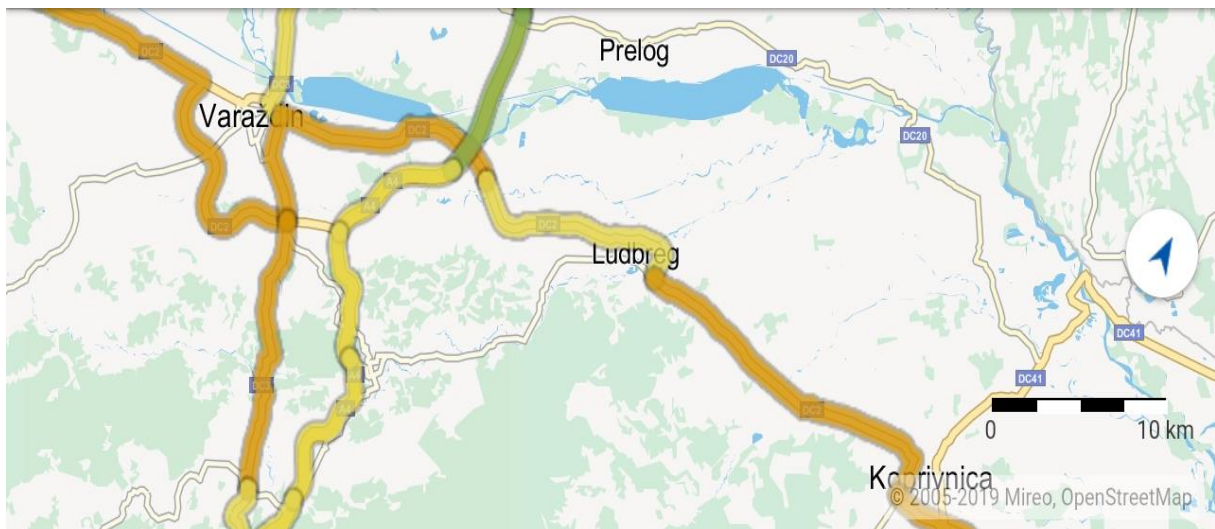 DC2
Prelog
DC20
DC3
Varaždin
DC2
DC20
A4
DC2
DC2
Ludbreg
DC41
DC41
DC3
A4
DC2
0 10 km
Koprivnica
© 2005-2019 Mireo, OpenStreetMap